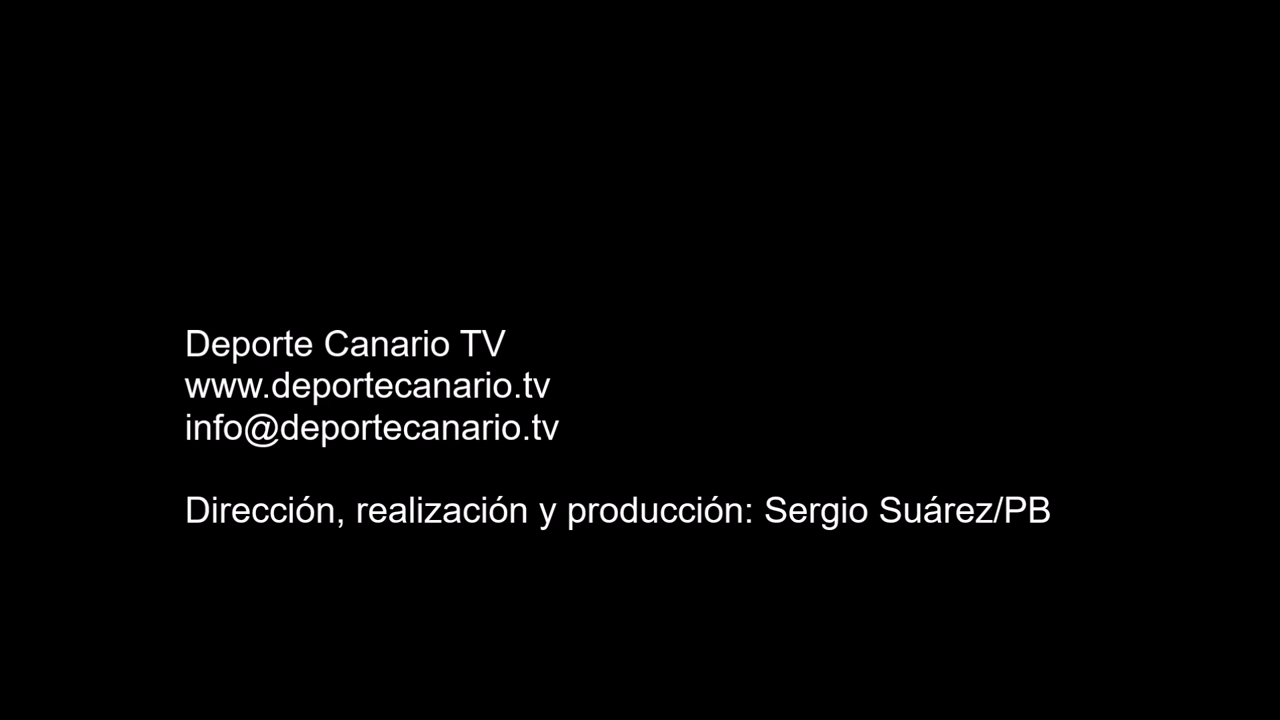 Deporte Canario TV
www.deportecanario.tv
info@deportecanario.tv
Dirección, realización y producción: Sergio Suárez/PB